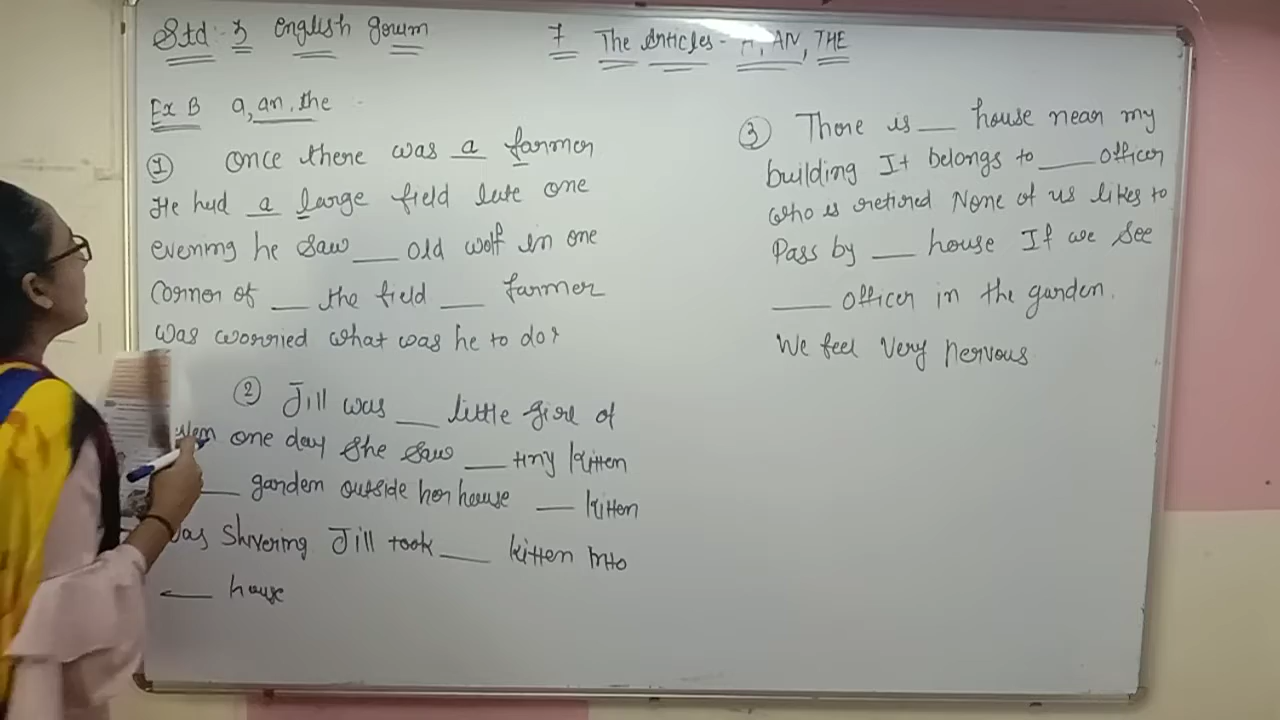 Std :- 3 English gorum
7 The Articles - A, AN, THE
Ex B a, an, the :-
① Once there was a farmer
He had a large field late one
evening he saw ___ old wolf in one
corner of ___ the field ___ farmer
was worried what was he to do?
② Jill was ___ little girl of
one day she saw ___ tiny kitten
___ garden outside her house ___ kitten
was shivering Jill took ___ kitten into
___ house
③ There is ___ house near my
building It belongs to ___ officer
who is retired None of us likes to
Pass by ___ house If we see
___ officer in the garden.
We feel very nervous